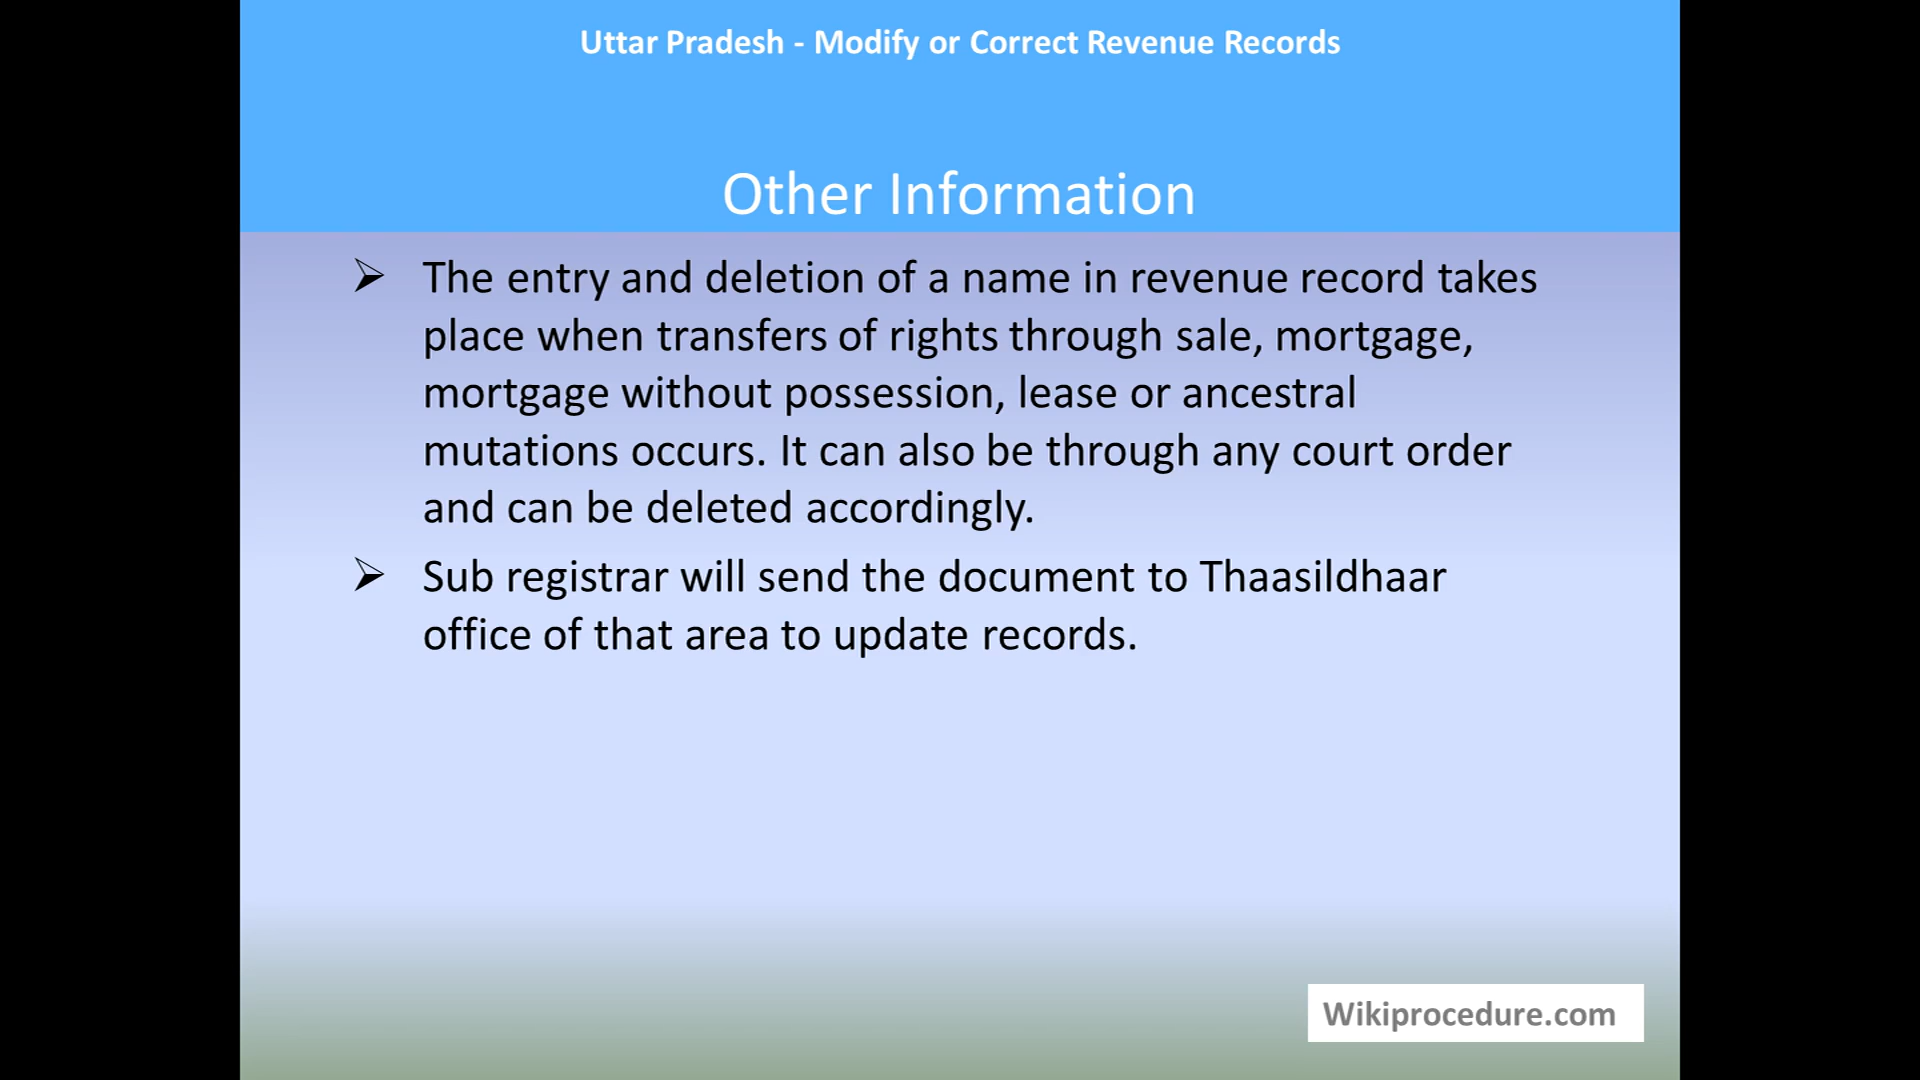 Uttar Pradesh - Modify or Correct Revenue Records
Other Information
➢ The entry and deletion of a name in revenue record takes
place when transfers of rights through sale, mortgage,
mortgage without possession, lease or ancestral
mutations occurs. It can also be through any court order
and can be deleted accordingly.
➢ Sub registrar will send the document to Thaasildhaar
office of that area to update records.
Wikiprocedure.com